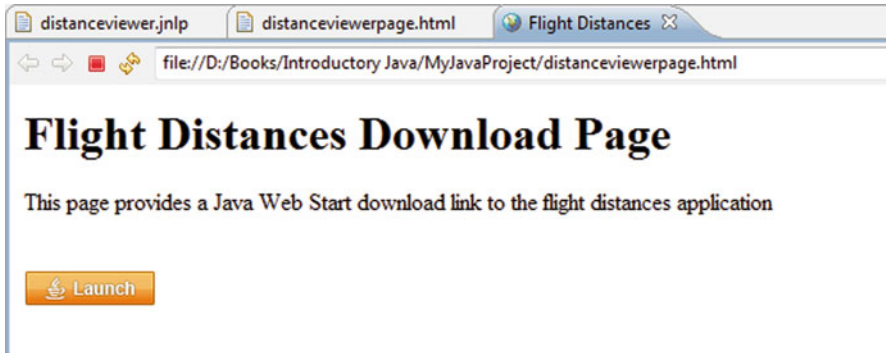 distanceviewer.jnlp distanceviewerpage.html Flight Distances
file://D:/Books/Introductory Java/MyJavaProject/distanceviewerpage.html
Flight Distances Download Page
This page provides a Java Web Start download link to the flight distances application
Launch